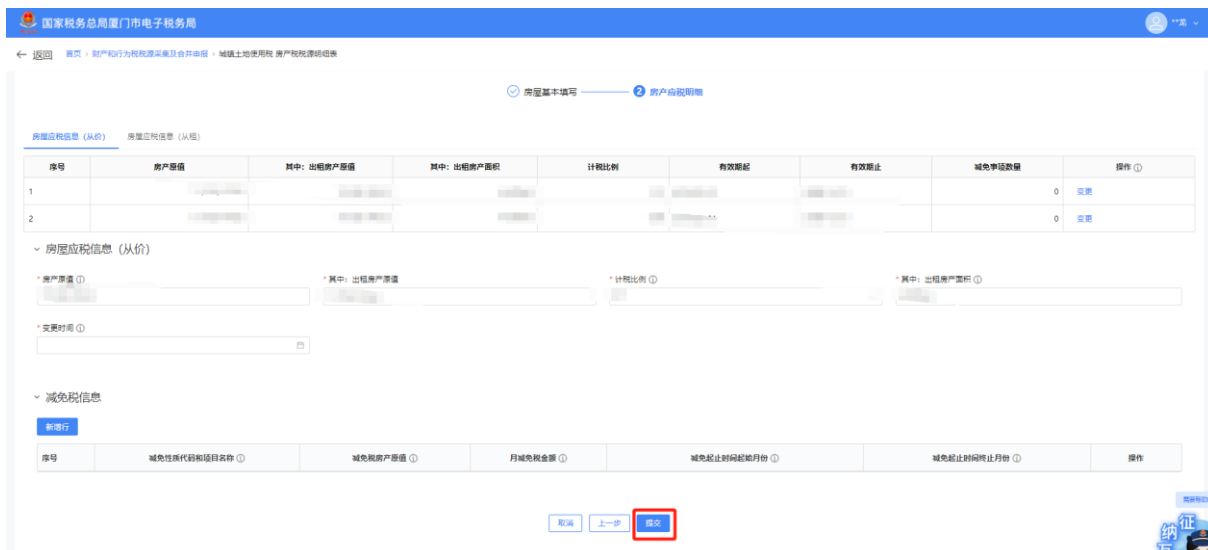 国家税务总局厦门市电子税务局
← 返回 首页 › 财产和行为税税源采集及合并申报 › 城镇土地使用税 房产税税源明细表
房屋基本填写 2 房产应税明细
房屋应税信息（从价） 房屋应税信息（从租）
序号 房产原值 其中：出租房产原值 其中：出租房产面积 计税比例 有效期起 有效期止 减免事项数量 操作
1 0 变更
2 0 变更
房屋应税信息（从价）
* 房产原值 * 其中：出租房产原值 * 计税比例 * 其中：出租房产面积
* 变更时间
减免税信息
新增行
序号 减免性质代码和项目名称 减免税房产原值 月减免税金额 减免起止时间起始月份 减免起止时间终止月份 操作
取消 上一步 提交
需要帮助
征
纳
互